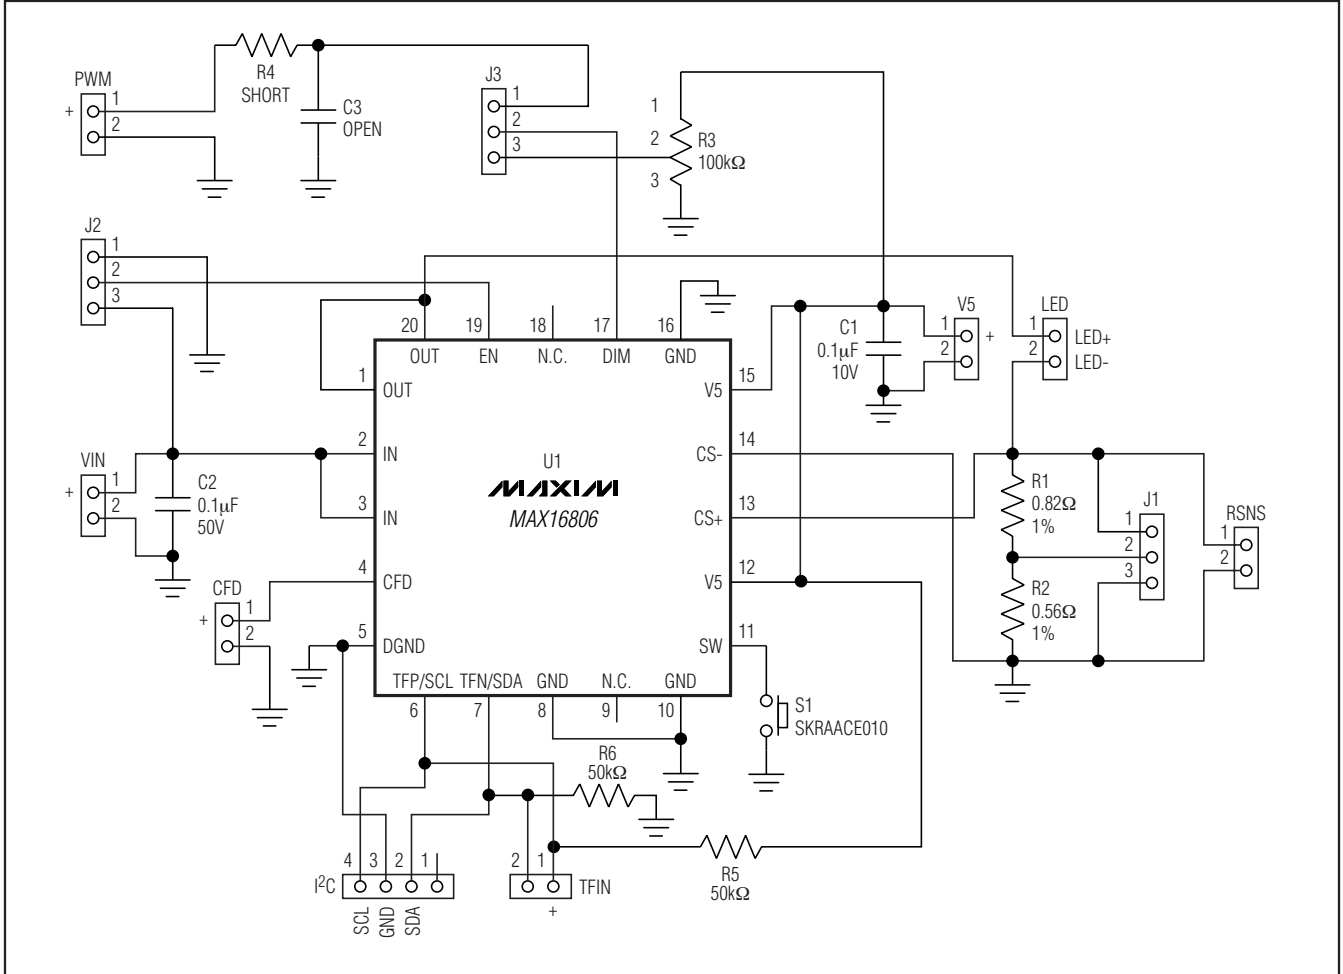 PWM
+
1
2
R4
SHORT
C3
OPEN
J3
1
2
3
1
2
3
R3
100kΩ
J2
1
2
3
20
19
18
17
16
OUT
EN
N.C.
DIM
GND
1
OUT
2
IN
3
IN
4
CFD
5
DGND
U1
MAXIM
MAX16806
V5
15
CS-
14
CS+
13
V5
12
SW
11
TFP/SCL
TFN/SDA
GND
N.C.
GND
6
7
8
9
10
C1
0.1µF
10V
V5
1
2
+
LED
1
2
LED+
LED-
VIN
+
1
2
C2
0.1µF
50V
CFD
+
1
2
R1
0.82Ω
1%
R2
0.56Ω
1%
J1
1
2
3
RSNS
1
2
S1
SKRAACE010
R6
50kΩ
R5
50kΩ
I²C
4
3
2
1
SCL
GND
SDA
2
1
TFIN
+